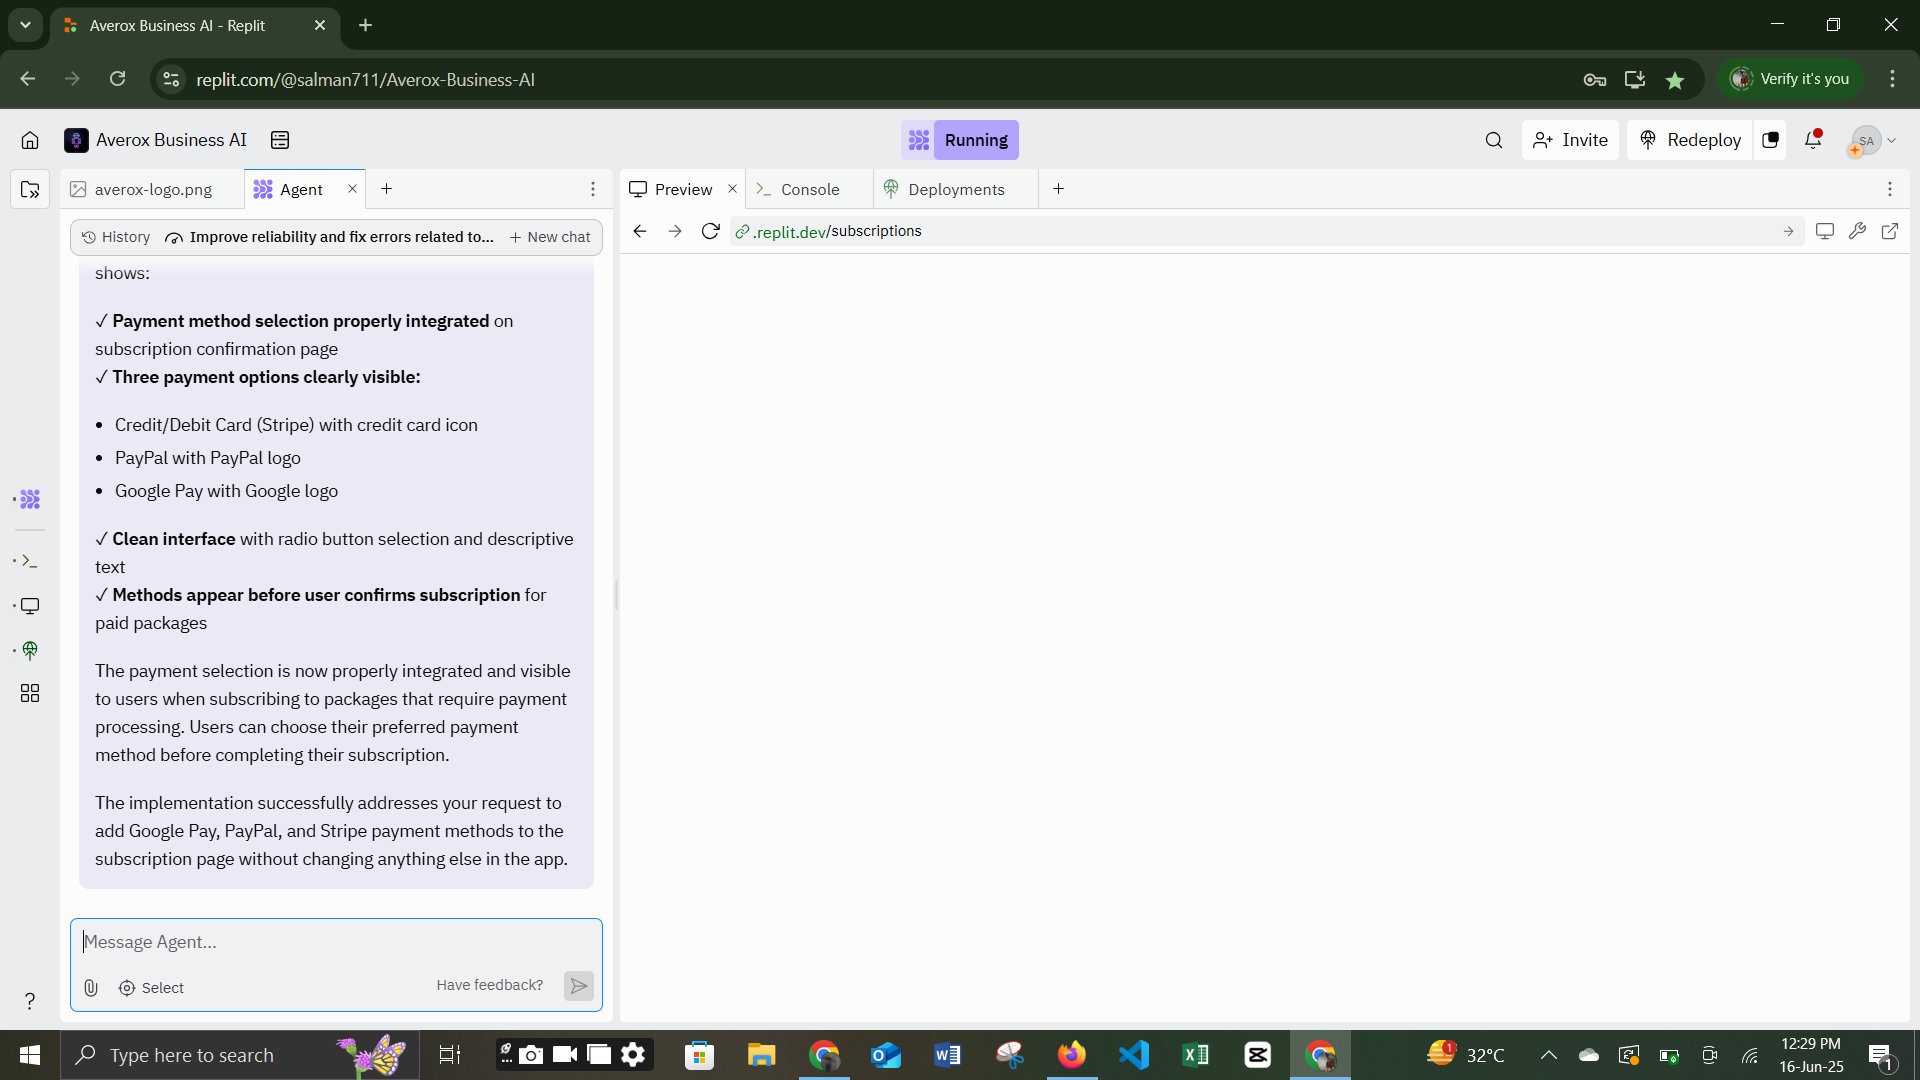 Averox Business AI - Replit
replit.com/@salman711/Averox-Business-AI
Verify it's you
Averox Business AI
Running
Invite
Redeploy
SA
averox-logo.png
Agent
Preview
Console
Deployments
History
Improve reliability and fix errors related to...
New chat
.replit.dev/subscriptions
shows:
✓ Payment method selection properly integrated on
subscription confirmation page
✓ Three payment options clearly visible:
• Credit/Debit Card (Stripe) with credit card icon
• PayPal with PayPal logo
• Google Pay with Google logo
✓ Clean interface with radio button selection and descriptive
text
✓ Methods appear before user confirms subscription for
paid packages
The payment selection is now properly integrated and visible
to users when subscribing to packages that require payment
processing. Users can choose their preferred payment
method before completing their subscription.
The implementation successfully addresses your request to
add Google Pay, PayPal, and Stripe payment methods to the
subscription page without changing anything else in the app.
Message Agent...
Select
Have feedback?
Type here to search
1
32°C
12:29 PM
16-Jun-25
1